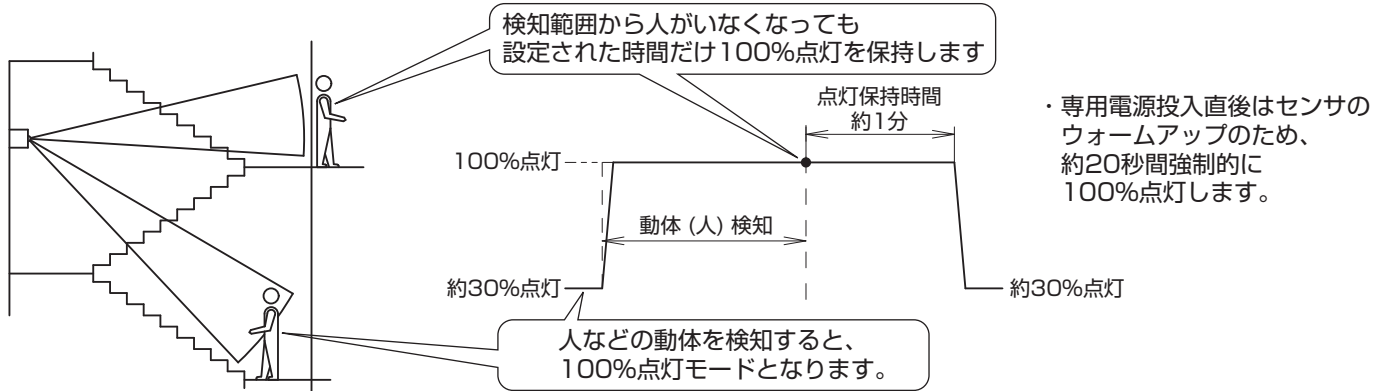 検知範囲から人がいなくなっても
設定された時間だけ100%点灯を保持します
点灯保持時間
約1分
100%点灯
動体 (人) 検知
約30%点灯
約30%点灯
人などの動体を検知すると、
100%点灯モードとなります。
・専用電源投入直後はセンサの
ウォームアップのため、
約20秒間強制的に
100%点灯します。